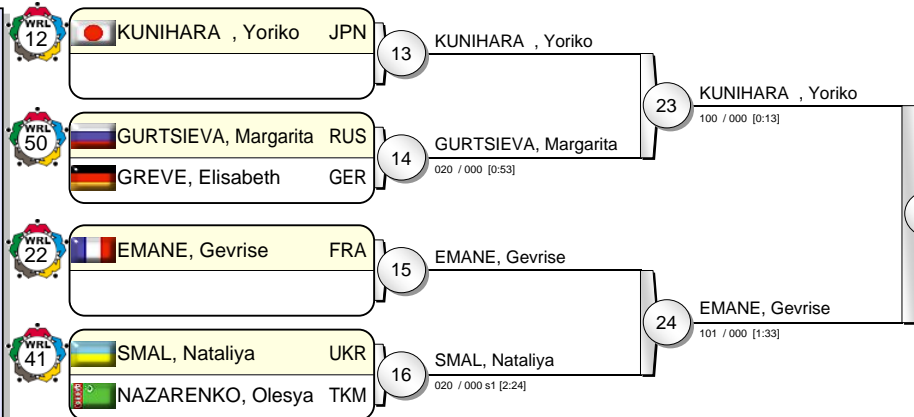 WRL
12
KUNIHARA , Yoriko JPN
13
KUNIHARA , Yoriko
23
KUNIHARA , Yoriko
100 / 000 [0:13]
WRL
50
GURTSIEVA, Margarita RUS
GREVE, Elisabeth GER
14
GURTSIEVA, Margarita
020 / 000 [0:53]
WRL
22
EMANE, Gevrise FRA
15
EMANE, Gevrise
24
EMANE, Gevrise
101 / 000 [1:33]
WRL
41
SMAL, Nataliya UKR
NAZARENKO, Olesya TKM
16
SMAL, Nataliya
020 / 000 s1 [2:24]